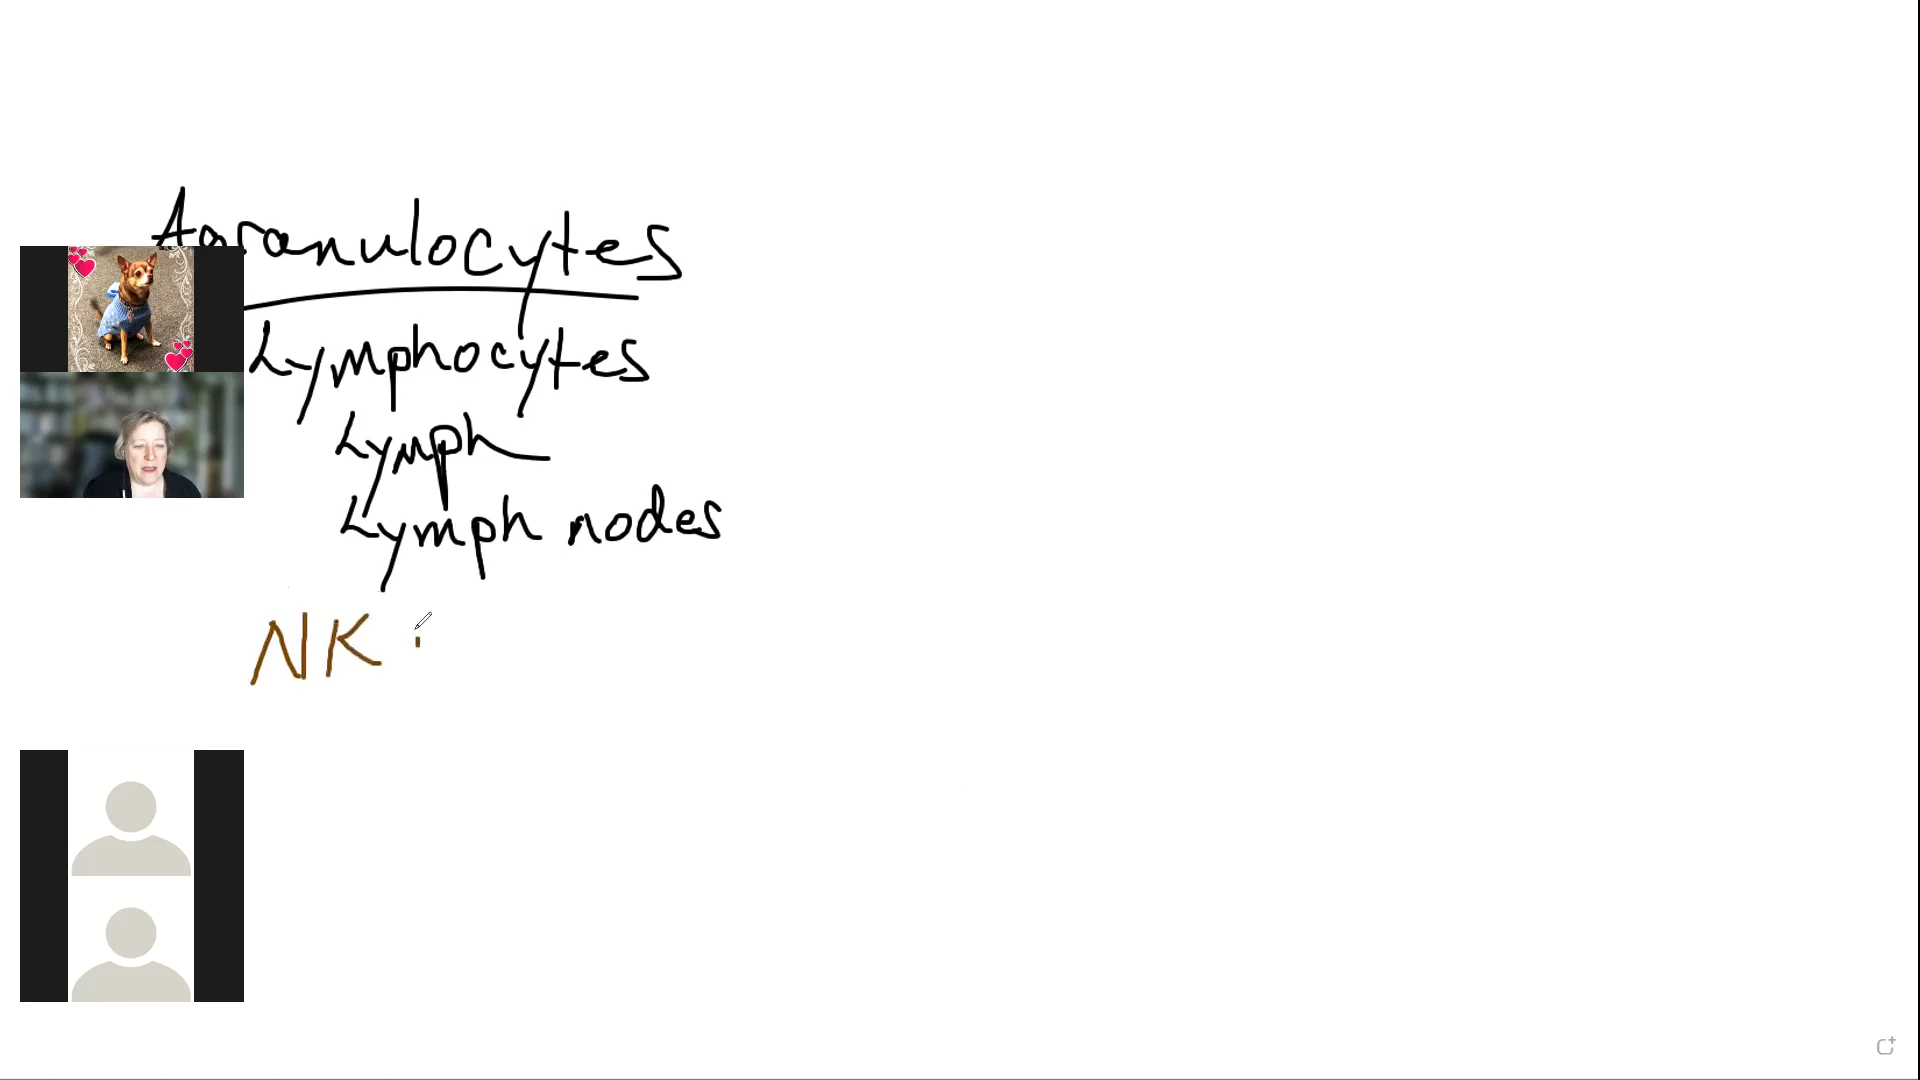 Agranulocytes
Lymphocytes
Lymph
Lymph nodes
NK